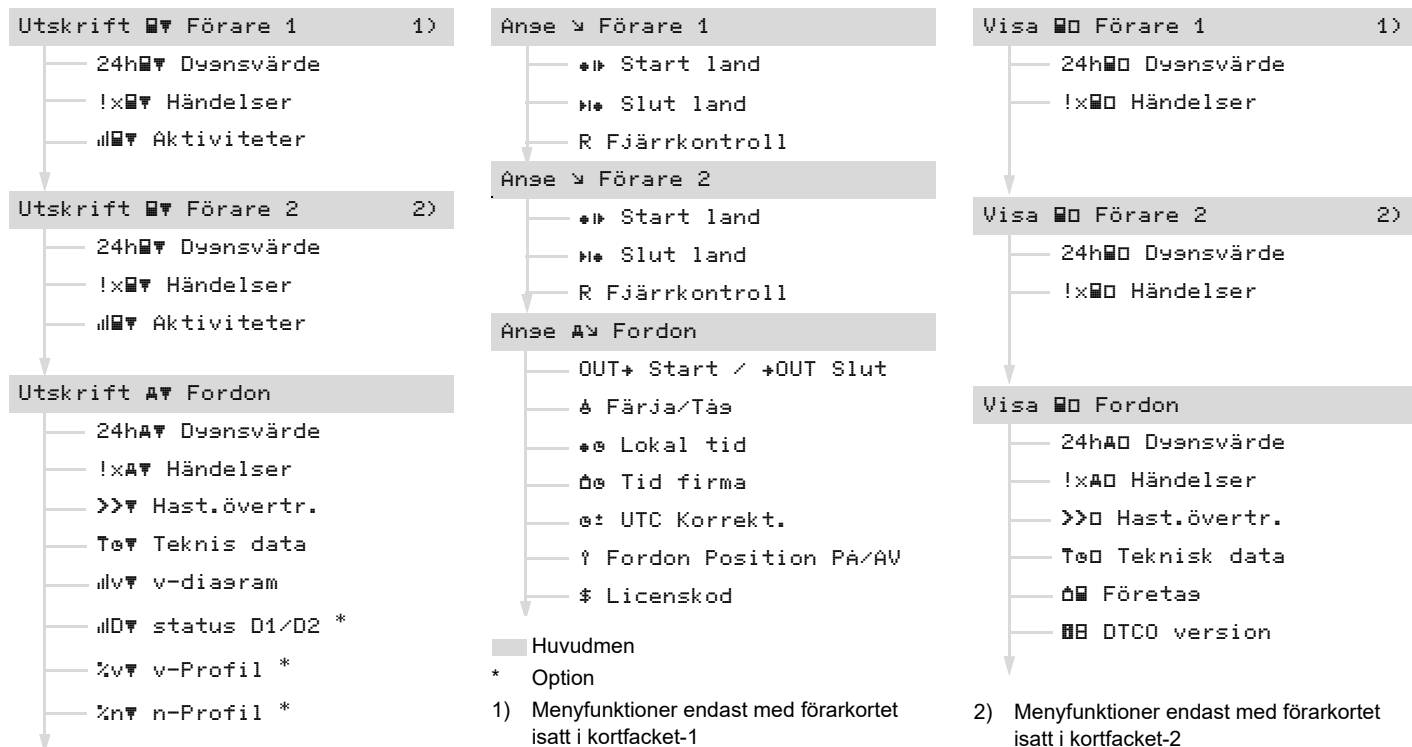 Utskrift Förare 1 1)
24h Dygnsvärde
!x Händelser
Aktiviteter
Utskrift Förare 2 2)
24h Dygnsvärde
!x Händelser
Aktiviteter
Utskrift Fordon
24h Dygnsvärde
!x Händelser
>> Hast.övertr.
Teknis data
v v-diagram
D status D1/D2 *
%v v-Profil *
%n n-Profil *
Ange Förare 1
Start land
Slut land
R Fjärrkontroll
Ange Förare 2
Start land
Slut land
R Fjärrkontroll
Ange Fordon
OUT→ Start / →OUT Slut
Färja/Tåg
Lokal tid
Tid firma
UTC Korrekt.
Fordon Position PÅ/AV
$ Licenskod
Huvudmen
* Option
1) Menyfunktioner endast med förarkortet
isatt i kortfacket-1
Visa Förare 1 1)
24h Dygnsvärde
!x Händelser
Visa Förare 2 2)
24h Dygnsvärde
!x Händelser
Visa Fordon
24h Dygnsvärde
!x Händelser
>> Hast.övertr.
Teknisk data
Företag
DTCO version
2) Menyfunktioner endast med förarkortet
isatt i kortfacket-2